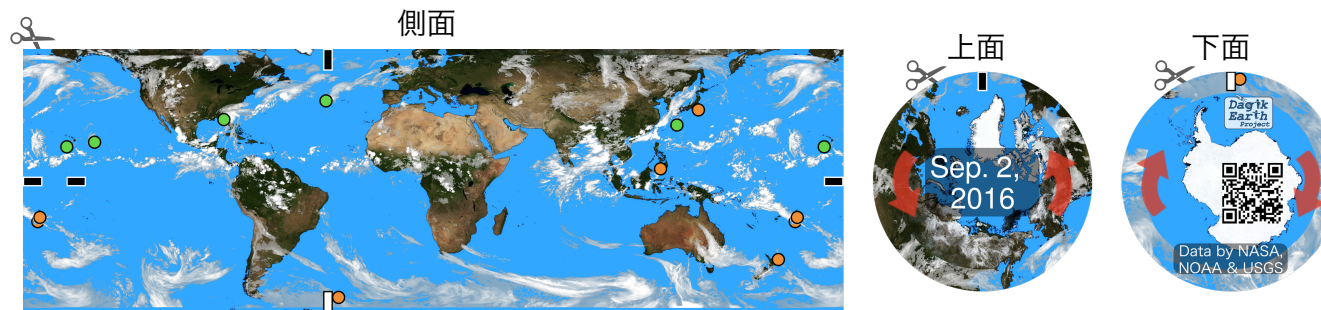 側面
上面
下面
Sep. 2,
2016
Dagik
Earth
Project
Data by NASA,
NOAA & USGS